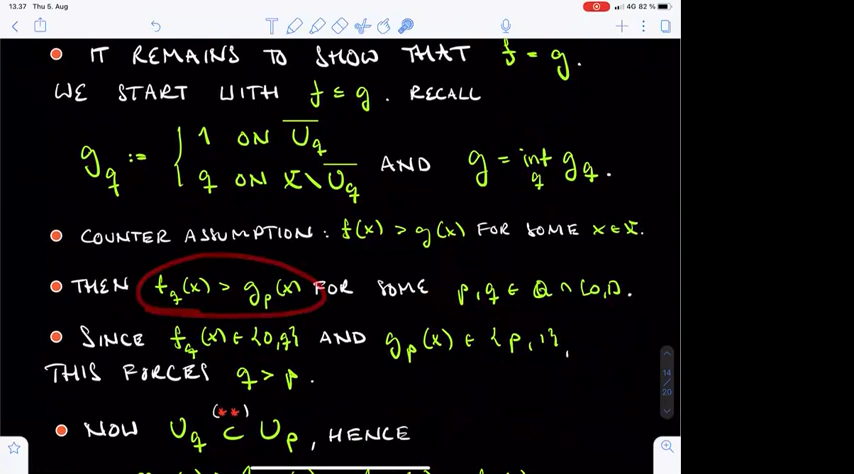 13.37 Thu 5. Aug
4G 82 %
• IT REMAINS TO SHOW THAT f = g.
WE START WITH f ≤ g. RECALL
g_q := { 1 ON \overline{U_q}
q ON X \ \overline{U_q} AND g = inf_q g_q.
• COUNTER ASSUMPTION: f(x) > g(x) FOR SOME x ∈ X.
• THEN f_q(x) > g_p(x) FOR SOME p, q ∈ Q ∩ [0,1].
• SINCE f_q(x) ∈ {0,q} AND g_p(x) ∈ {p,1},
THIS FORCES q > p.
(**)
• NOW U_q ⊂ U_p, HENCE
14
/
20